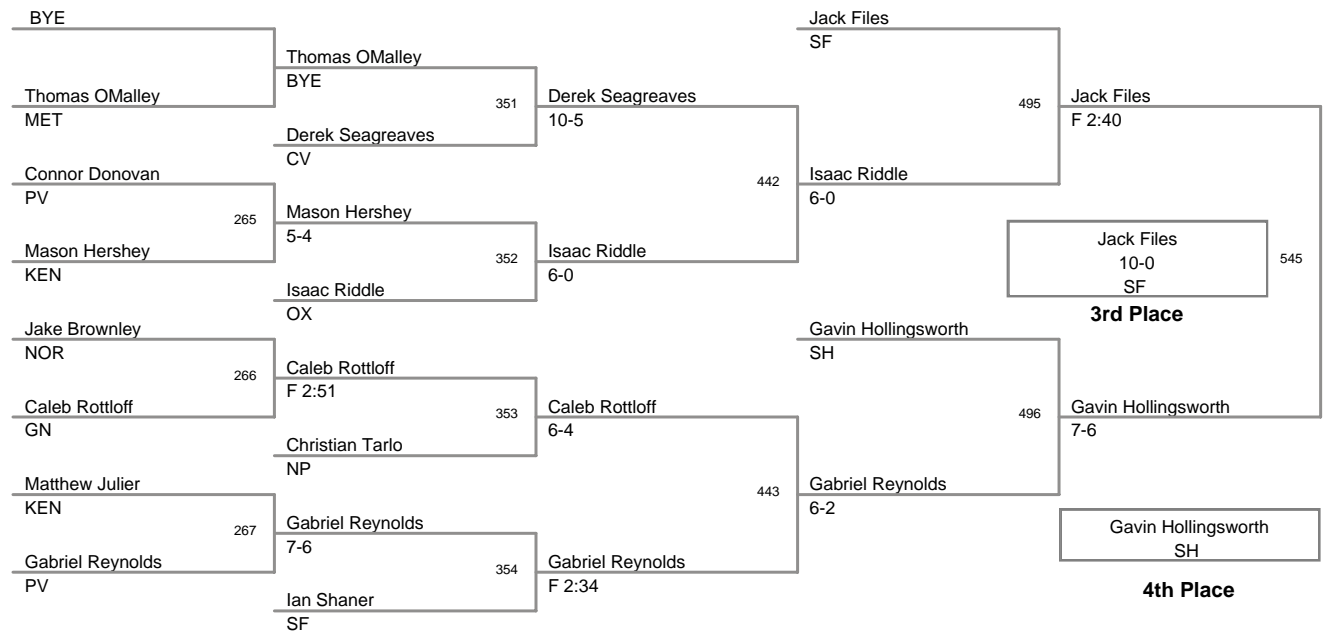 BYE
Thomas OMalley
MET
Connor Donovan
PV
265
Mason Hershey
KEN
Jake Brownley
NOR
266
Caleb Rottloff
GN
Matthew Julier
KEN
267
Gabriel Reynolds
PV
Thomas OMalley
BYE
351
Derek Seagreaves
CV
Mason Hershey
5-4
352
Isaac Riddle
OX
Caleb Rottloff
F 2:51
353
Christian Tarlo
NP
Gabriel Reynolds
7-6
354
Ian Shaner
SF
Derek Seagreaves
10-5
442
Isaac Riddle
6-0
Caleb Rottloff
6-4
443
Gabriel Reynolds
F 2:34
Jack Files
SF
495
Isaac Riddle
6-0
Gavin Hollingsworth
SH
496
Gabriel Reynolds
6-2
Jack Files
F 2:40
545
Gavin Hollingsworth
7-6
Jack Files
10-0
SF
3rd Place
Gavin Hollingsworth
SH
4th Place